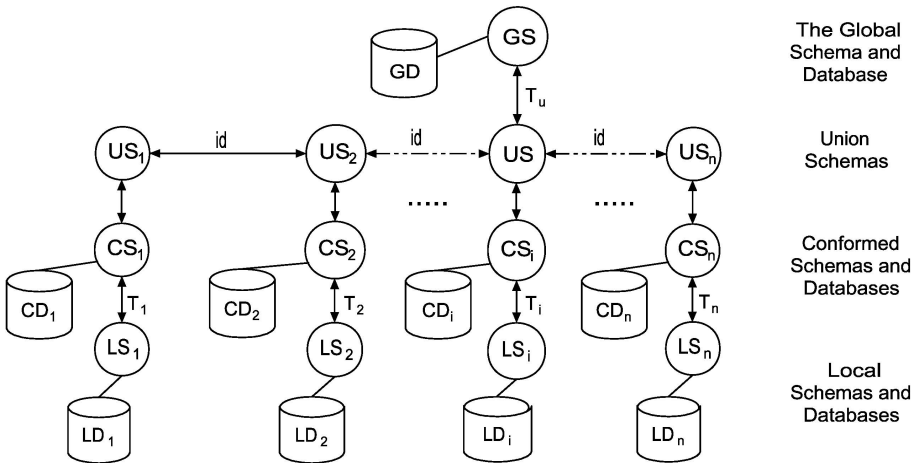 GS
The Global
Schema and
Database
GD
Tᵤ
id
id
id
US₁
US₂
US
USₙ
Union
Schemas
.....
.....
CS₁
CS₂
CSᵢ
CSₙ
Conformed
Schemas and
Databases
CD₁
T₁
CD₂
T₂
CDᵢ
Tᵢ
CDₙ
Tₙ
LS₁
LS₂
LSᵢ
LSₙ
Local
Schemas and
Databases
LD₁
LD₂
LDᵢ
LDₙ